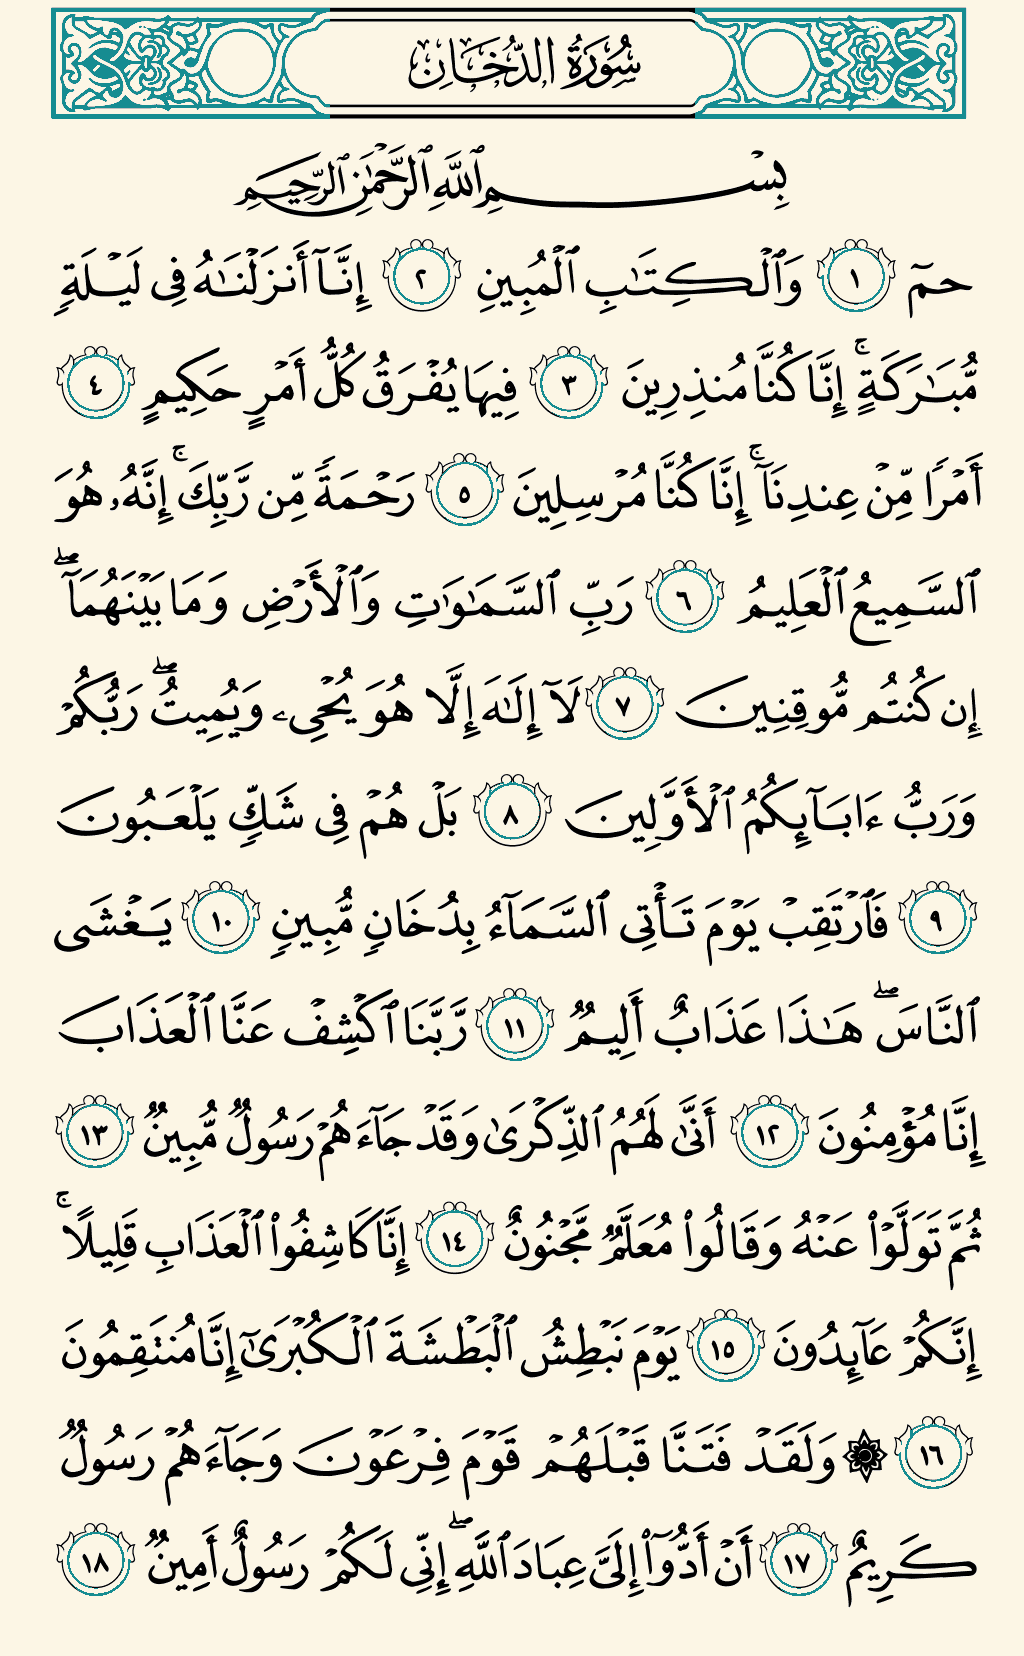 سُورَةُ الدُّخَانِ
بِسْمِ ٱللَّهِ ٱلرَّحْمَٰنِ ٱلرَّحِيمِ
حمٓ ١ وَٱلْكِتَٰبِ ٱلْمُبِينِ ٢ إِنَّآ أَنزَلْنَٰهُ فِى لَيْلَةٍ
مُّبَٰرَكَةٍ ۚ إِنَّا كُنَّا مُنذِرِينَ ٣ فِيهَا يُفْرَقُ كُلُّ أَمْرٍ حَكِيمٍ ٤
أَمْرًا مِّنْ عِندِنَآ ۚ إِنَّا كُنَّا مُرْسِلِينَ ٥ رَحْمَةً مِّن رَّبِّكَ ۚ إِنَّهُۥ هُوَ
ٱلسَّمِيعُ ٱلْعَلِيمُ ٦ رَبِّ ٱلسَّمَٰوَٰتِ وَٱلْأَرْضِ وَمَا بَيْنَهُمَآ ۖ
إِن كُنتُم مُّوقِنِينَ ٧ لَآ إِلَٰهَ إِلَّا هُوَ يُحْىِۦ وَيُمِيتُ ۖ رَبُّكُمْ
وَرَبُّ ءَابَآئِكُمُ ٱلْأَوَّلِينَ ٨ بَلْ هُمْ فِى شَكٍّ يَلْعَبُونَ
٩ فَٱرْتَقِبْ يَوْمَ تَأْتِى ٱلسَّمَآءُ بِدُخَانٍ مُّبِينٍ ١٠ يَغْشَى
ٱلنَّاسَ ۖ هَٰذَا عَذَابٌ أَلِيمٌ ١١ رَّبَّنَا ٱكْشِفْ عَنَّا ٱلْعَذَابَ
إِنَّا مُؤْمِنُونَ ١٢ أَنَّىٰ لَهُمُ ٱلذِّكْرَىٰ وَقَدْ جَآءَهُمْ رَسُولٌ مُّبِينٌ ١٣
ثُمَّ تَوَلَّوْا۟ عَنْهُ وَقَالُوا۟ مُعَلَّمٌ مَّجْنُونٌ ١٤ إِنَّا كَاشِفُوا۟ ٱلْعَذَابِ قَلِيلًا ۚ
إِنَّكُمْ عَآئِدُونَ ١٥ يَوْمَ نَبْطِشُ ٱلْبَطْشَةَ ٱلْكُبْرَىٰٓ إِنَّا مُنتَقِمُونَ
١٦ ۞ وَلَقَدْ فَتَنَّا قَبْلَهُمْ قَوْمَ فِرْعَوْنَ وَجَآءَهُمْ رَسُولٌ
كَرِيمٌ ١٧ أَنْ أَدُّوٓا۟ إِلَىَّ عِبَادَ ٱللَّهِ ۖ إِنِّى لَكُمْ رَسُولٌ أَمِينٌ ١٨